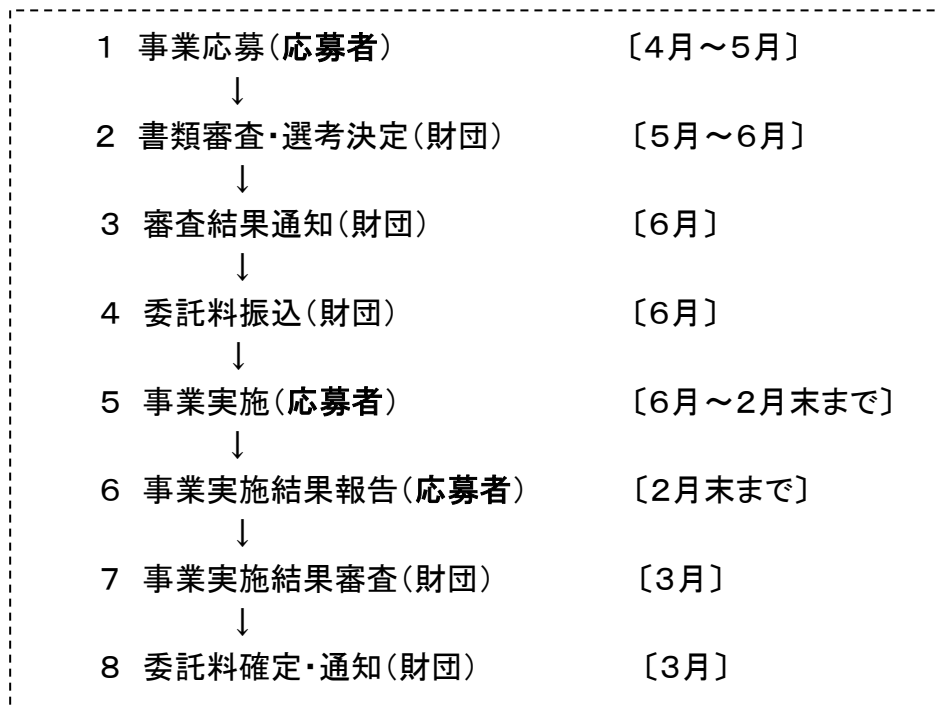 １ 事業応募（応募者） 〔４月～５月〕
↓
２ 書類審査・選考決定（財団） 〔５月～６月〕
↓
３ 審査結果通知（財団） 〔６月〕
↓
４ 委託料振込（財団） 〔６月〕
↓
５ 事業実施（応募者） 〔６月～２月末まで〕
↓
６ 事業実施結果報告（応募者） 〔２月末まで〕
↓
７ 事業実施結果審査（財団） 〔３月〕
↓
８ 委託料確定・通知（財団） 〔３月〕